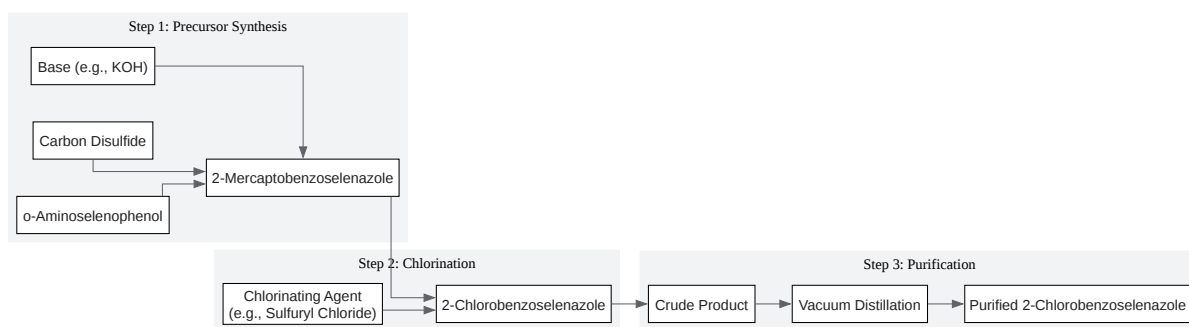 Step 1: Precursor Synthesis
Base (e.g., KOH)
Carbon Disulfide
2-Mercaptobenzoselenazole
o-Aminoselenophenol
Step 2: Chlorination
Chlorinating Agent
(e.g., Sulfuryl Chloride)
2-Chlorobenzoselenazole
Step 3: Purification
Crude Product
Vacuum Distillation
Purified 2-Chlorobenzoselenazole